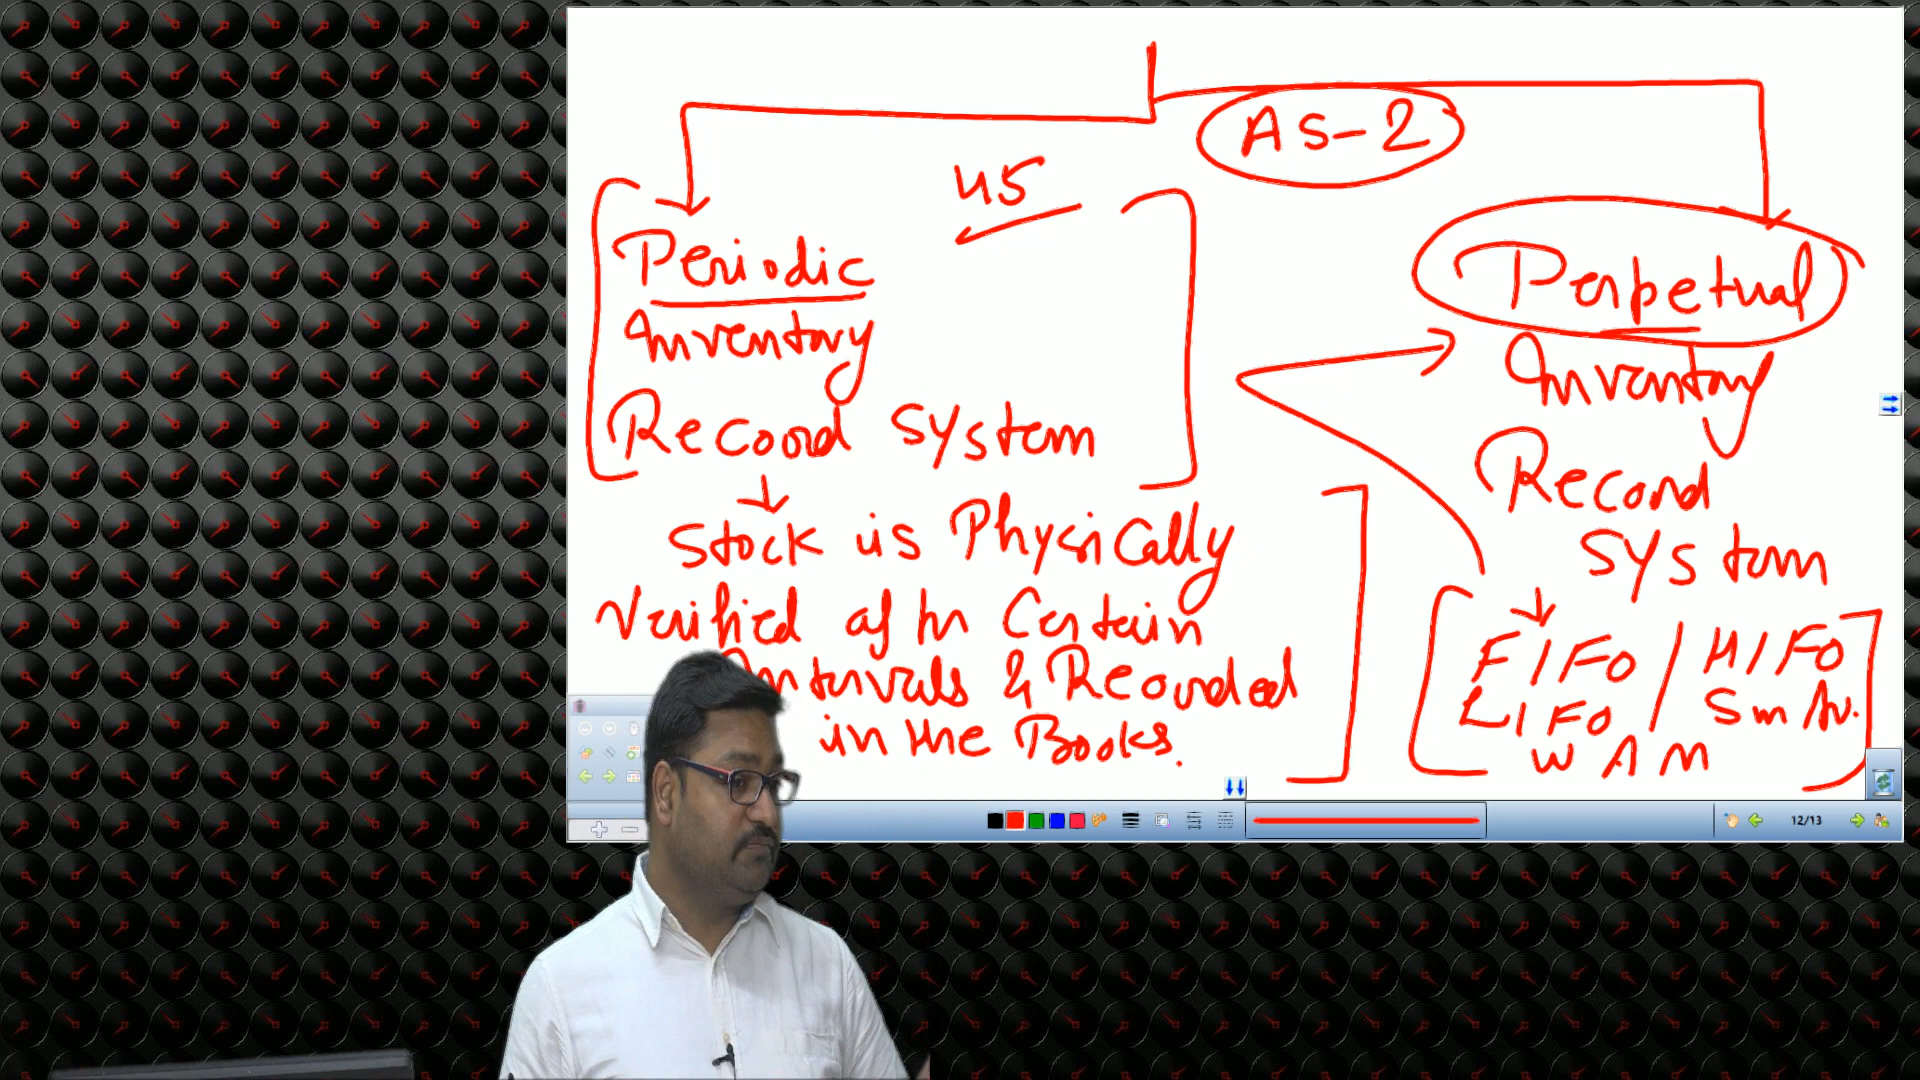 AS-2
45
Periodic
Inventory
Record System
Stock is Physically
Verified after Certain
Intervals & Recorded
in the Books.
Perpetual
Inventory
Record
System
FIFO / HIFO
LIFO / Sm Av.
WAM
12/13